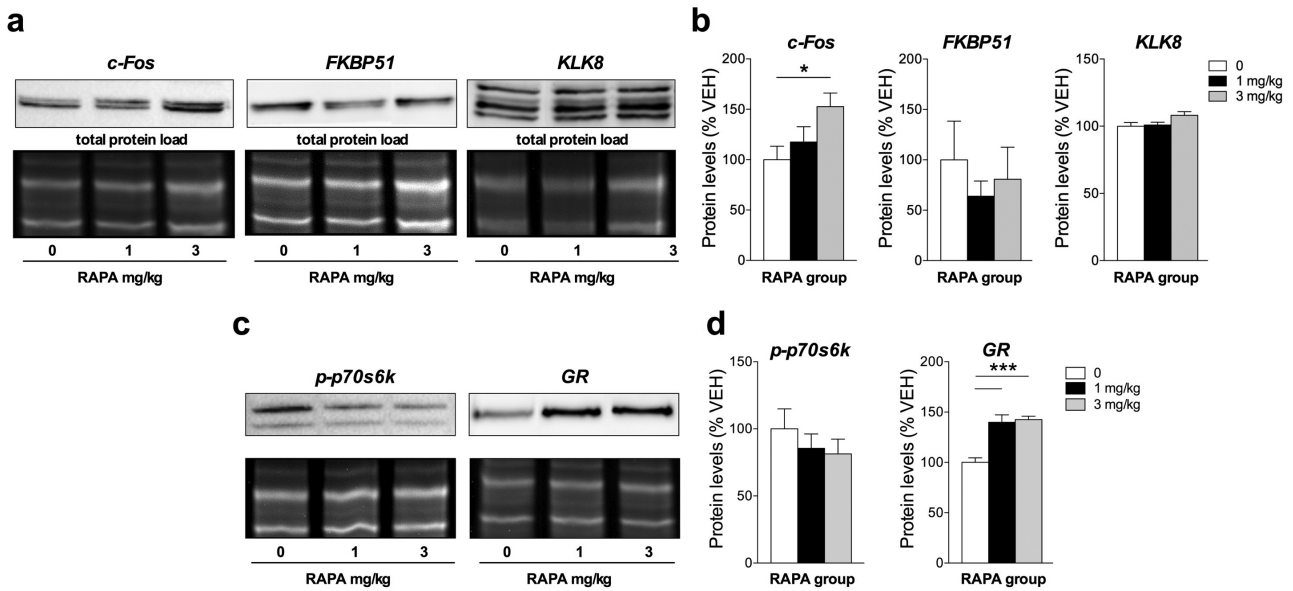 a
c-Fos FKBP51 KLK8
total protein load total protein load total protein load
0 1 3 0 1 3 0 1 3
RAPA mg/kg RAPA mg/kg RAPA mg/kg
b
c-Fos FKBP51 KLK8
Protein levels (% VEH)
200
150
100
50
0
*
RAPA group
Protein levels (% VEH)
200
150
100
50
0
RAPA group
Protein levels (% VEH)
150
100
50
0
RAPA group
0
1 mg/kg
3 mg/kg
c
p-p70s6k GR
0 1 3 0 1 3
RAPA mg/kg RAPA mg/kg
d
p-p70s6k GR
Protein levels (% VEH)
150
100
50
0
RAPA group
Protein levels (% VEH)
200
150
100
50
0
***
RAPA group
0
1 mg/kg
3 mg/kg